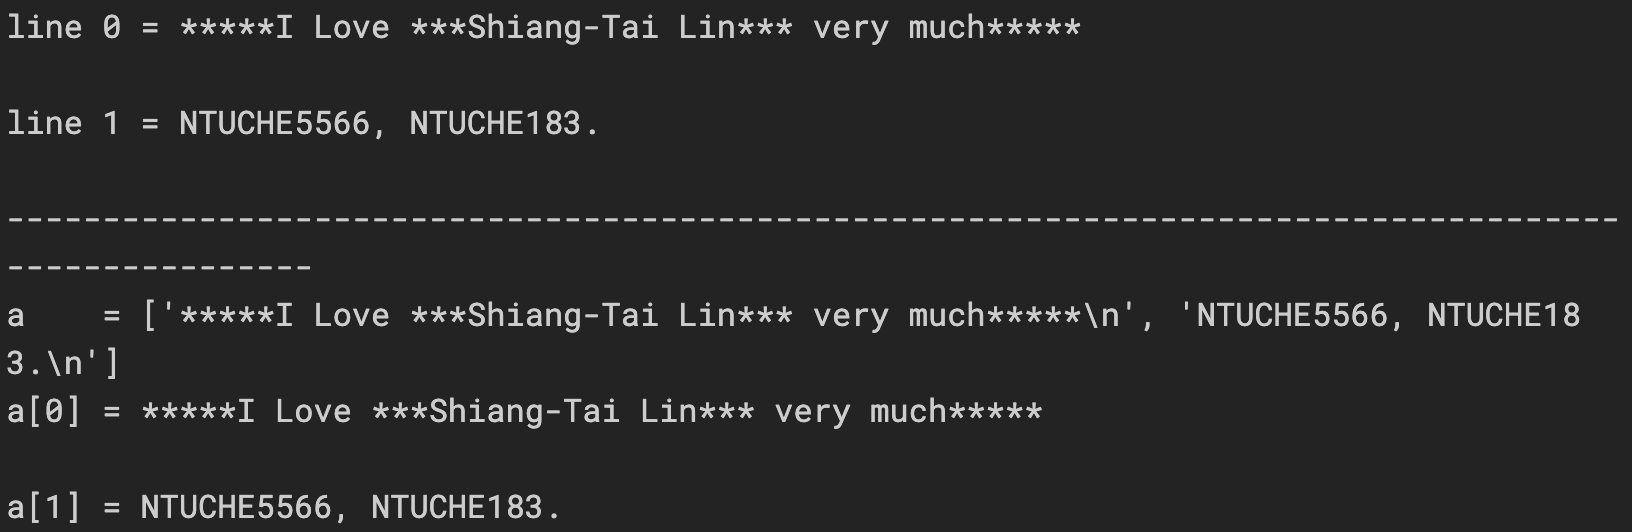 line 0 = *****I Love ***Shiang-Tai Lin*** very much*****
line 1 = NTUCHE5566, NTUCHE183.
------------------------------------------------------------------------------------
----------------
a    = ['*****I Love ***Shiang-Tai Lin*** very much*****\n', 'NTUCHE5566, NTUCHE18
3.\n']
a[0] = *****I Love ***Shiang-Tai Lin*** very much*****
a[1] = NTUCHE5566, NTUCHE183.